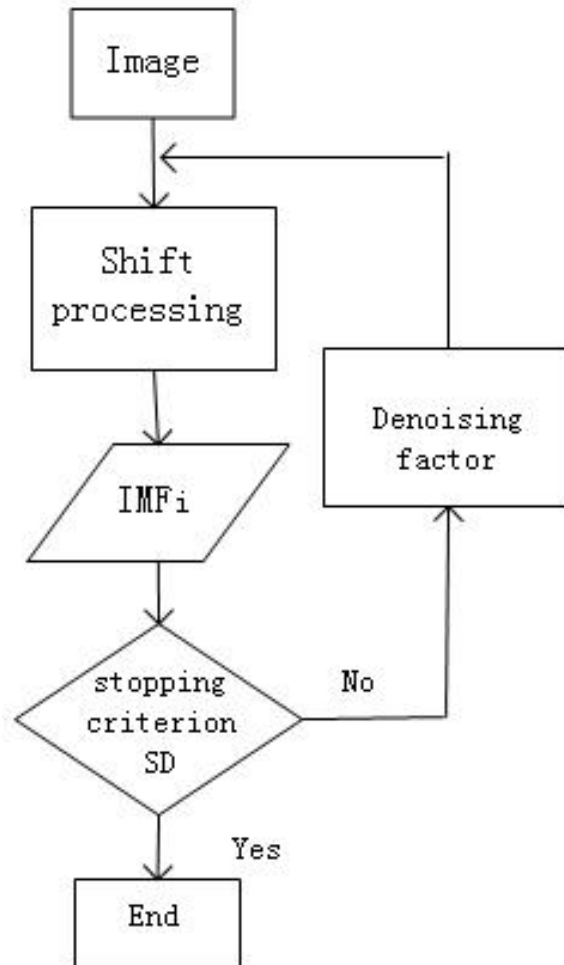 Image
Shift
processing
Denoising
factor
IMFi
stopping
criterion
SD
No
Yes
End